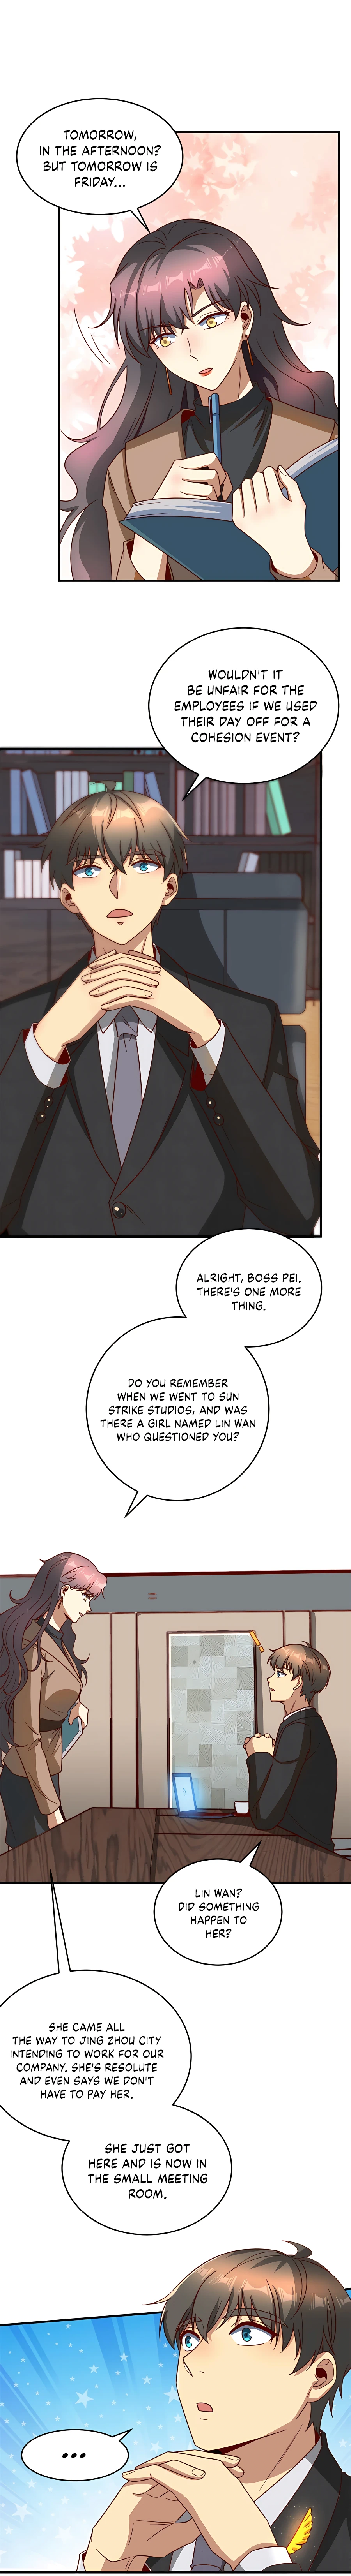 TOMORROW,
IN THE AFTERNOON?
BUT TOMORROW IS
FRIDAY...
WOULDN'T IT
BE UNFAIR FOR THE
EMPLOYEES IF WE USED
THEIR DAY OFF FOR A
COHESION EVENT?
ALRIGHT, BOSS PEI.
THERE'S ONE MORE
THING.
DO YOU REMEMBER
WHEN WE WENT TO SUN
STRIKE STUDIOS, AND WAS
THERE A GIRL NAMED LIN WAN
WHO QUESTIONED YOU?
LIN WAN?
DID SOMETHING
HAPPEN TO
HER?
SHE CAME ALL
THE WAY TO JING ZHOU CITY
INTENDING TO WORK FOR OUR
COMPANY. SHE'S RESOLUTE
AND EVEN SAYS WE DON'T
HAVE TO PAY HER.
SHE JUST GOT
HERE AND IS NOW IN
THE SMALL MEETING
ROOM.
...